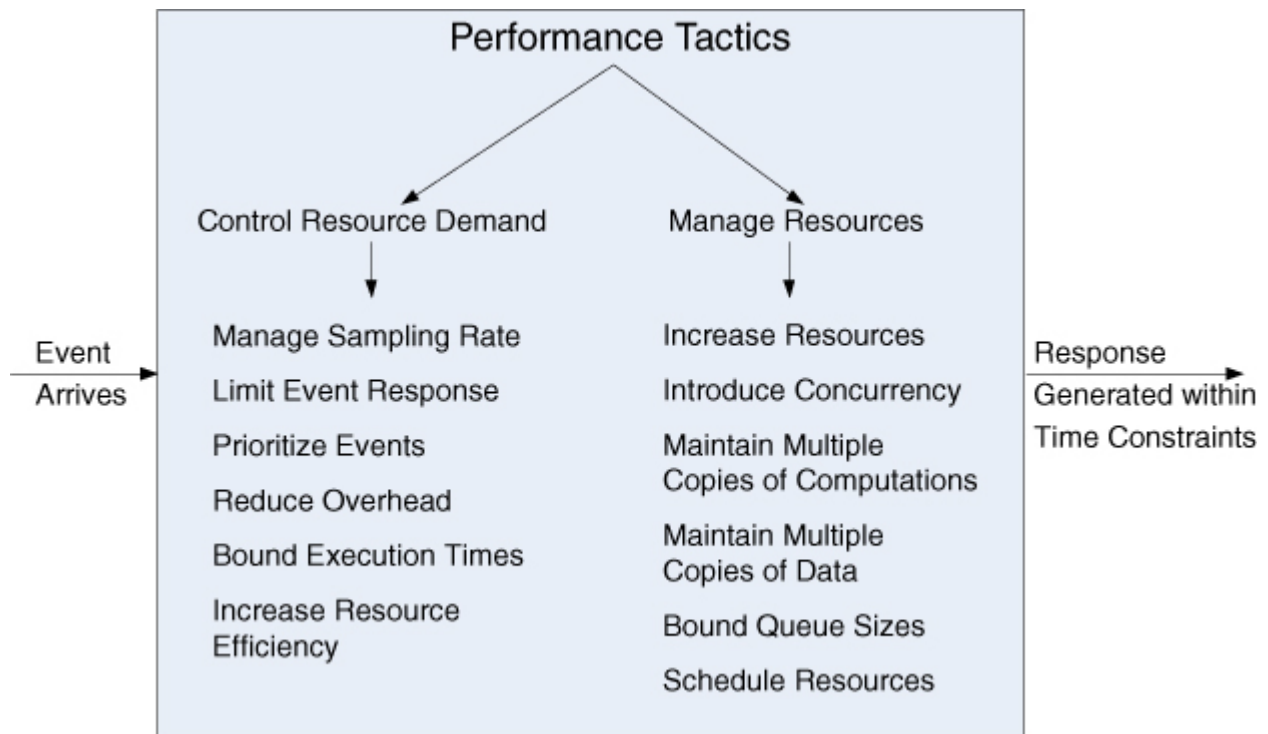 Performance Tactics
Control Resource Demand
Manage Sampling Rate
Limit Event Response
Prioritize Events
Reduce Overhead
Bound Execution Times
Increase Resource
Efficiency
Manage Resources
Increase Resources
Introduce Concurrency
Maintain Multiple
Copies of Computations
Maintain Multiple
Copies of Data
Bound Queue Sizes
Schedule Resources
Event
Arrives
Response
Generated within
Time Constraints